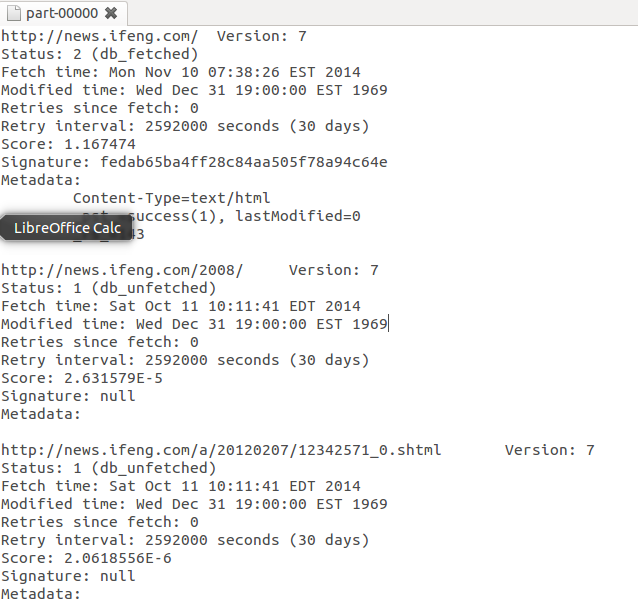 part-00000
http://news.ifeng.com/ Version: 7
Status: 2 (db_fetched)
Fetch time: Mon Nov 10 07:38:26 EST 2014
Modified time: Wed Dec 31 19:00:00 EST 1969
Retries since fetch: 0
Retry interval: 2592000 seconds (30 days)
Score: 1.167474
Signature: fedab65ba4ff28c84aa505f78a94c64e
Metadata:
Content-Type=text/html
success(1), lastModified=0
LibreOffice Calc
43
http://news.ifeng.com/2008/ Version: 7
Status: 1 (db_unfetched)
Fetch time: Sat Oct 11 10:11:41 EDT 2014
Modified time: Wed Dec 31 19:00:00 EST 1969
Retries since fetch: 0
Retry interval: 2592000 seconds (30 days)
Score: 2.631579E-5
Signature: null
Metadata:
http://news.ifeng.com/a/20120207/12342571_0.shtml Version: 7
Status: 1 (db_unfetched)
Fetch time: Sat Oct 11 10:11:41 EDT 2014
Modified time: Wed Dec 31 19:00:00 EST 1969
Retries since fetch: 0
Retry interval: 2592000 seconds (30 days)
Score: 2.0618556E-6
Signature: null
Metadata: